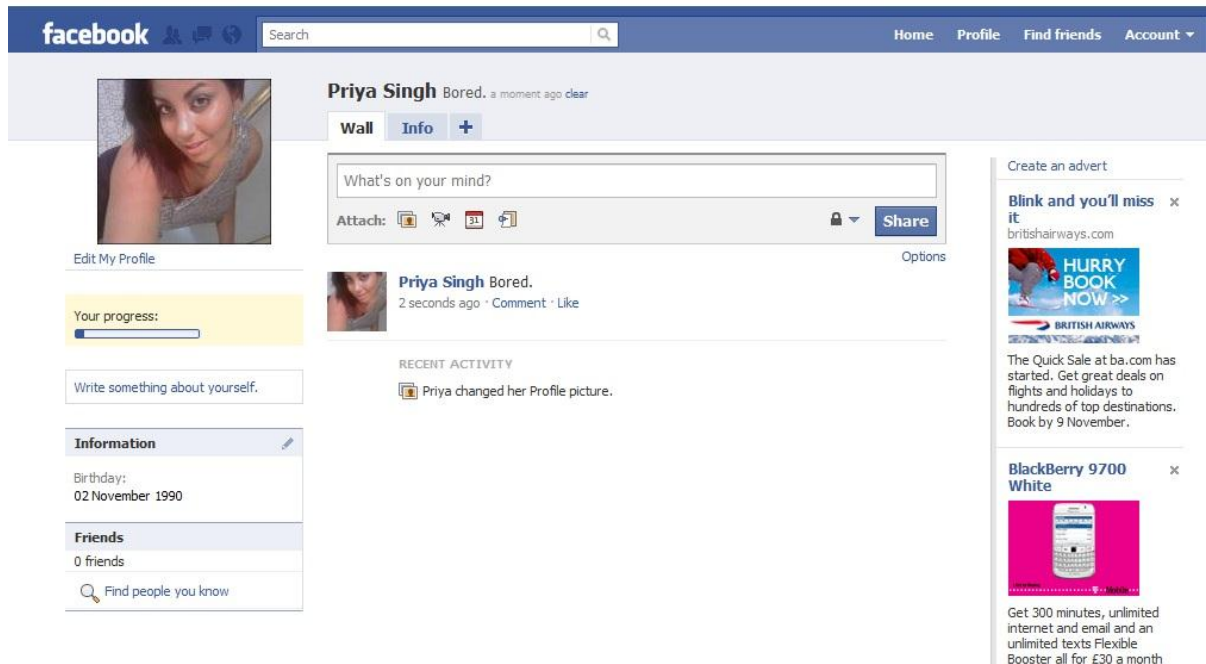 facebook
Search
Home Profile Find friends Account
Priya Singh Bored. a moment ago clear
Wall Info +
What's on your mind?
Attach: 31
Share
Options
Edit My Profile
Your progress:
Write something about yourself.
Information
Birthday:
02 November 1990
Friends
0 friends
Find people you know
Priya Singh Bored.
2 seconds ago · Comment · Like
RECENT ACTIVITY
Priya changed her Profile picture.
Create an advert
Blink and you'll miss
it
britishairways.com
HURRY
BOOK
NOW >>
BRITISH AIRWAYS
The Quick Sale at ba.com has
started. Get great deals on
flights and holidays to
hundreds of top destinations.
Book by 9 November.
BlackBerry 9700
White
Get 300 minutes, unlimited
internet and email and an
unlimited texts Flexible
Booster all for £30 a month